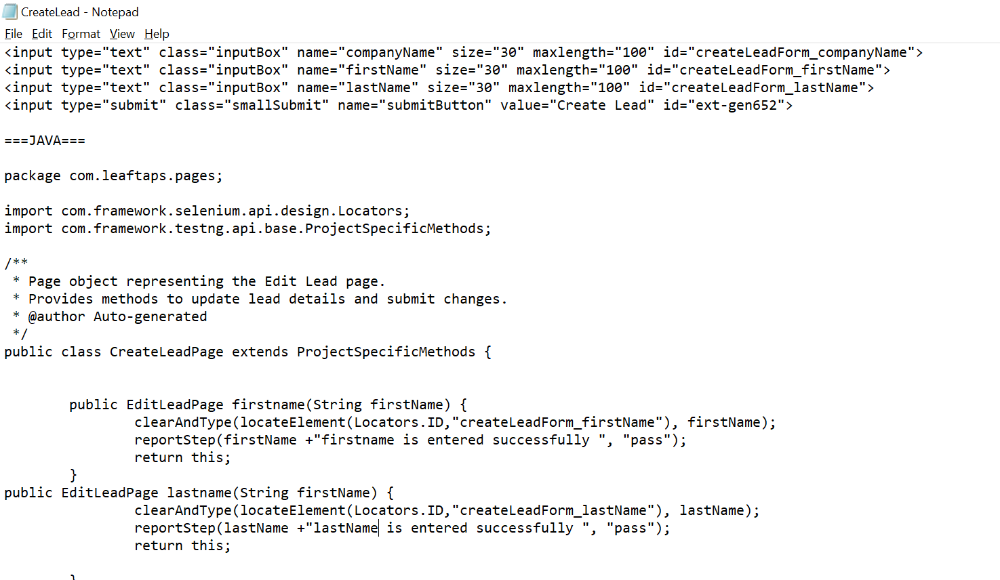 CreateLead - Notepad
File Edit Format View Help
<input type="text" class="inputBox" name="companyName" size="30" maxlength="100" id="createLeadForm_companyName">
<input type="text" class="inputBox" name="firstName" size="30" maxlength="100" id="createLeadForm_firstName">
<input type="text" class="inputBox" name="lastName" size="30" maxlength="100" id="createLeadForm_lastName">
<input type="submit" class="smallSubmit" name="submitButton" value="Create Lead" id="ext-gen652">
===JAVA===
package com.leaftaps.pages;
import com.framework.selenium.api.design.Locators;
import com.framework.testng.api.base.ProjectSpecificMethods;
/**
 * Page object representing the Edit Lead page.
 * Provides methods to update lead details and submit changes.
 * @author Auto-generated
 */
public class CreateLeadPage extends ProjectSpecificMethods {
        public EditLeadPage firstname(String firstName) {
                clearAndType(locateElement(Locators.ID,"createLeadForm_firstName"), firstName);
                reportStep(firstName +"firstname is entered successfully ", "pass");
                return this;
        }
public EditLeadPage lastname(String firstName) {
                clearAndType(locateElement(Locators.ID,"createLeadForm_lastName"), lastName);
                reportStep(lastName +"lastName is entered successfully ", "pass");
                return this;
        }